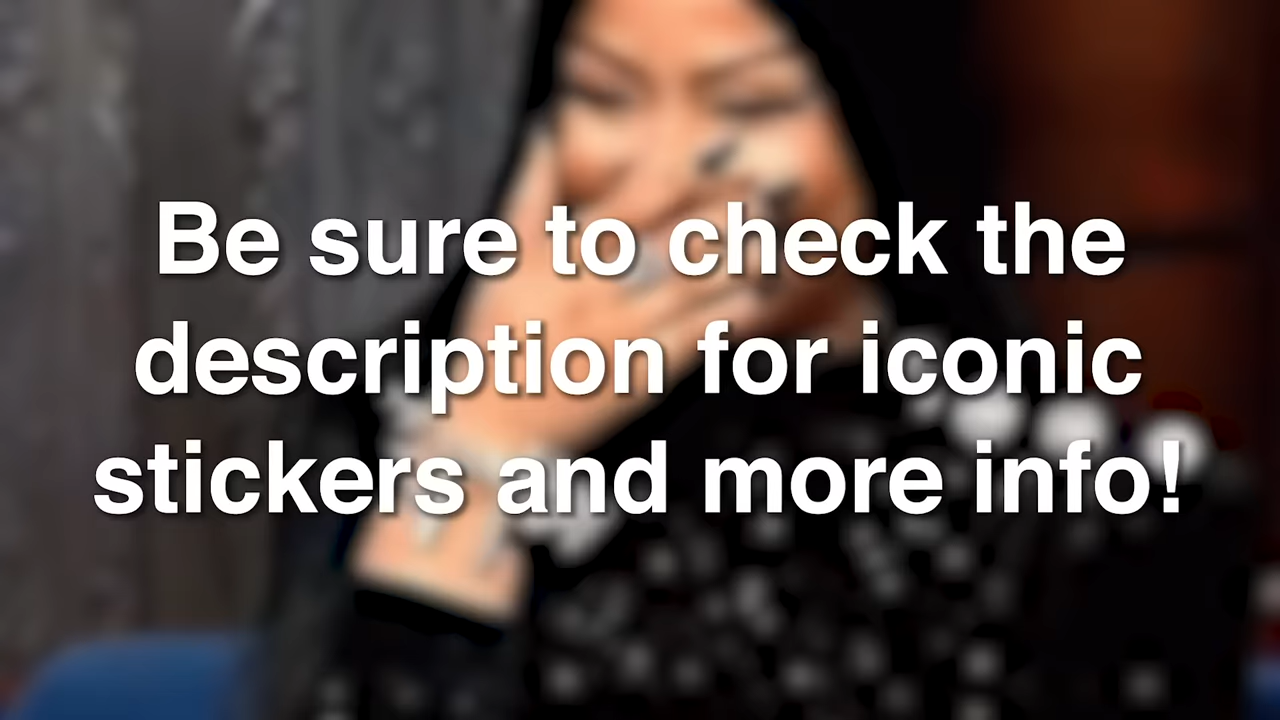 Be sure to check the
description for iconic
stickers and more info!